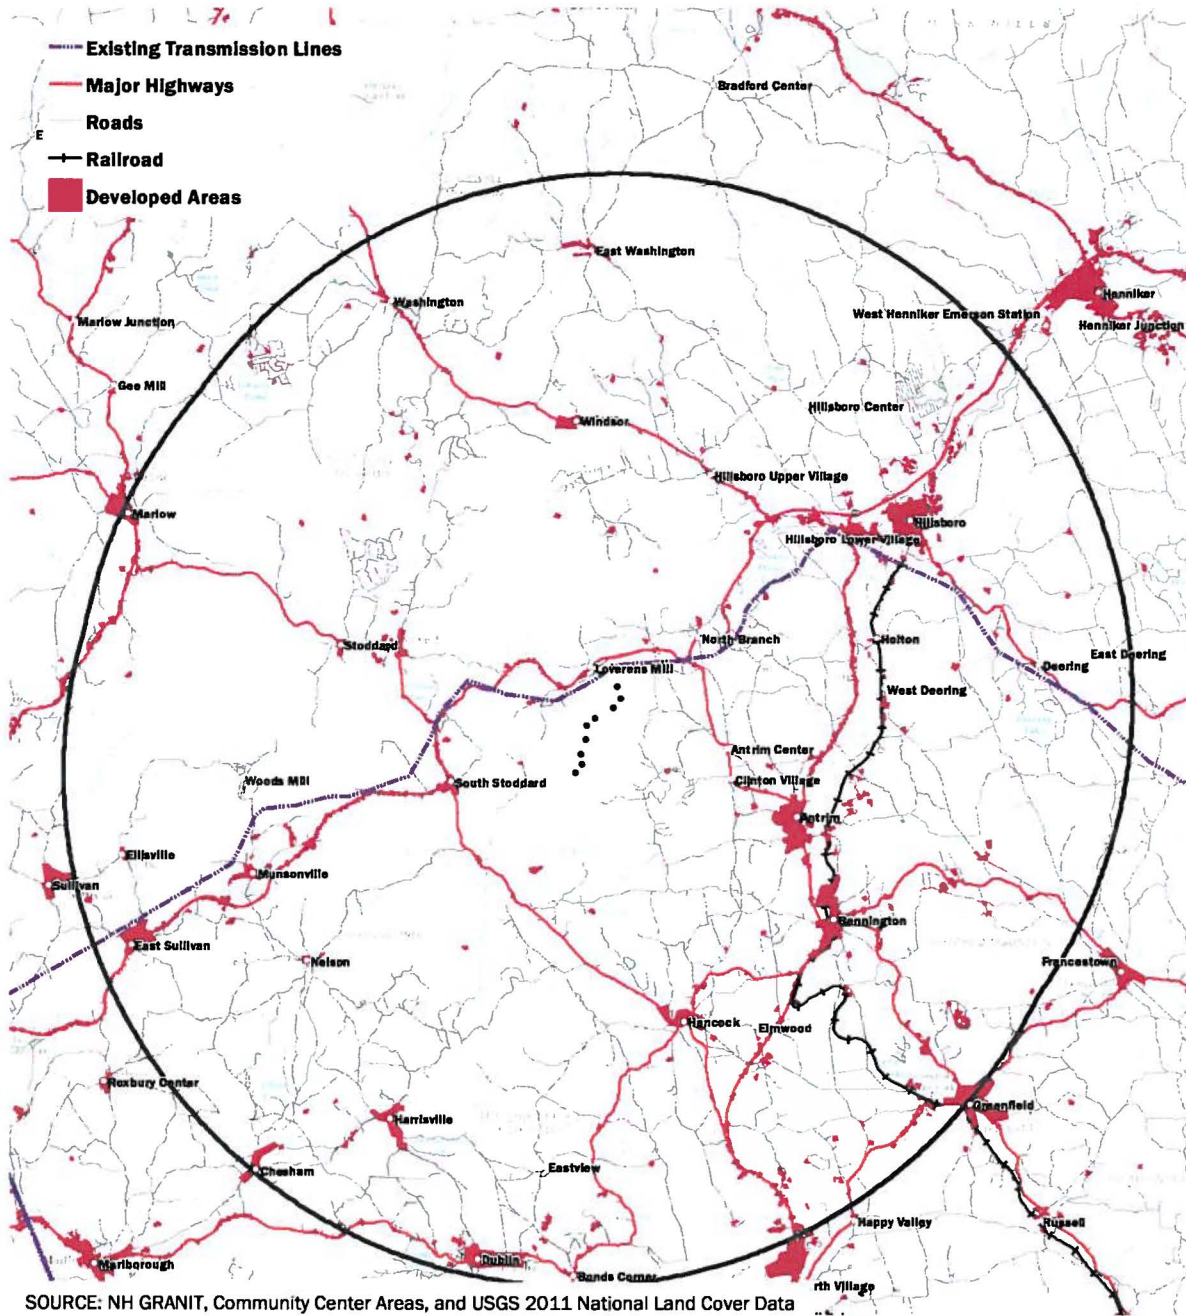 Existing Transmission Lines
Major Highways
Roads
E
Railroad
Developed Areas
Bradford Center
East Washington
Washington
Henniker
West Henniker Emerson Station
Marlow Junction
Henniker Junction
Gee Mill
Hillsboro Center
Windsor
Hillsboro Upper Village
Marlow
Hillsboro
Hillsboro Lower Village
North Branch
Holton
Stoddard
East Deering
Loverens Mill
Deering
West Deering
Antrim Center
Woods Mill
South Stoddard
Clinton Village
Antrim
Ellisville
Munsonville
Sullivan
Bennington
East Sullivan
Nelson
Francestown
Hancock
Elmwood
Roxbury Center
Greenfield
Harrisville
Eastview
Chesham
Happy Valley
Russell
Dublin
Marlborough
Bonds Corner
rth Village
SOURCE: NH GRANIT, Community Center Areas, and USGS 2011 National Land Cover Data